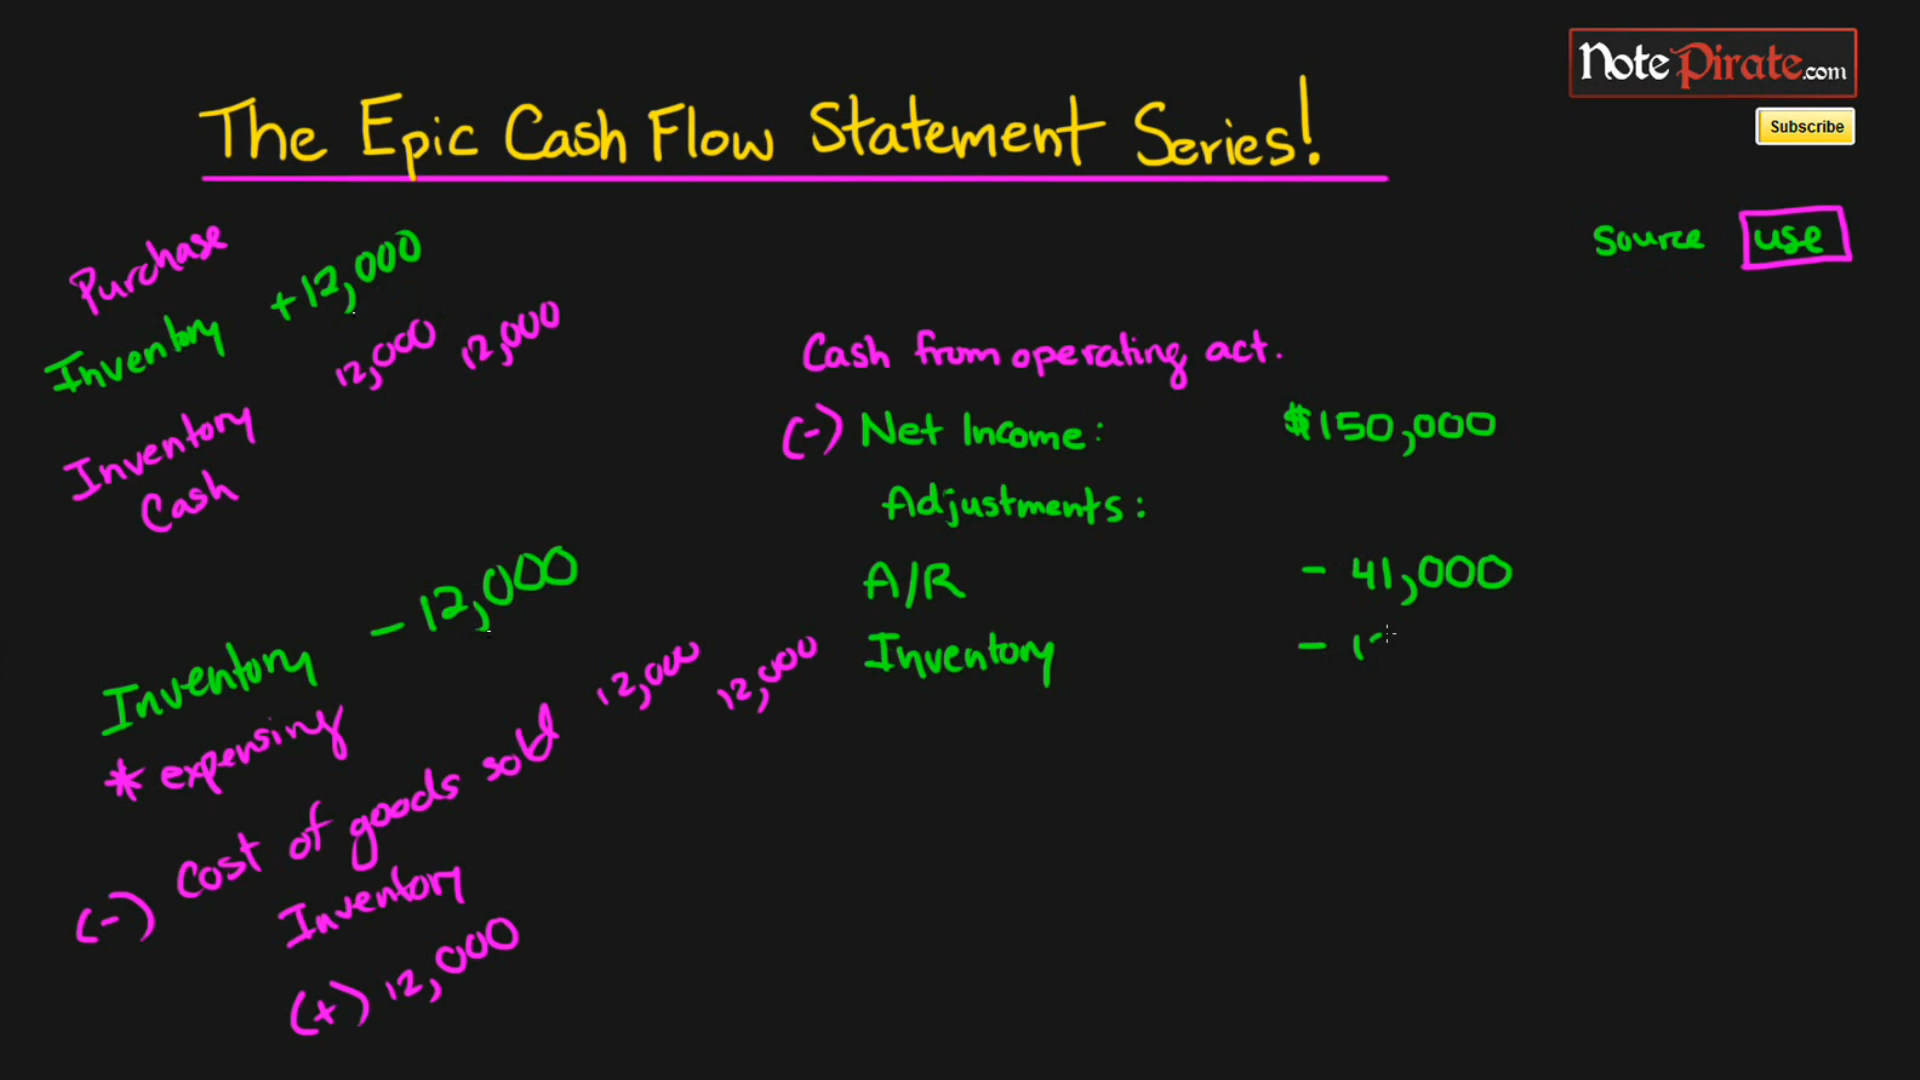 NotePirate.com
Subscribe
The Epic Cash Flow Statement Series!
Source use
Purchase
Inventory +12,000
12,000 12,000
Inventory
Cash
Cash from operating act.
(-) Net Income: $150,000
Adjustments:
A/R - 41,000
Inventory -
Inventory - 12,000
* expensing
(-) Cost of goods sold 12,000 12,000
Inventory
(+) 12,000